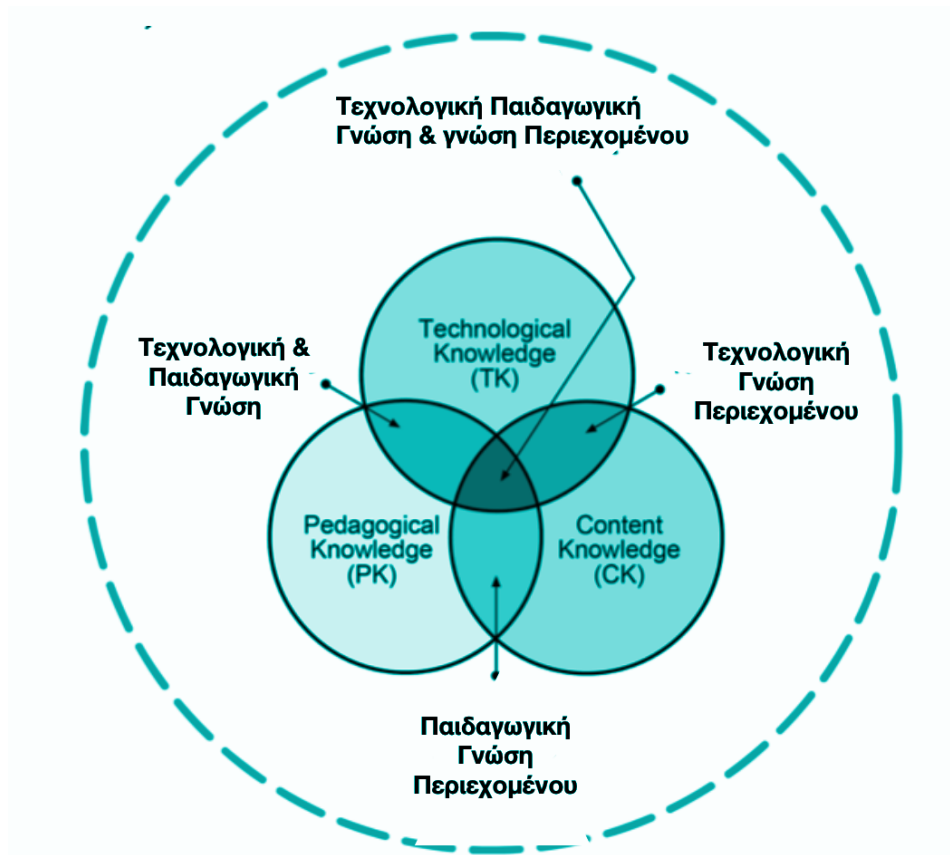 Τεχνολογική Παιδαγωγική
Γνώση & γνώση Περιεχομένου
Technological
Knowledge
(TK)
Τεχνολογική &
Παιδαγωγική
Γνώση
Τεχνολογική
Γνώση
Περιεχομένου
Pedagogical
Knowledge
(PK)
Content
Knowledge
(CK)
Παιδαγωγική
Γνώση
Περιεχομένου